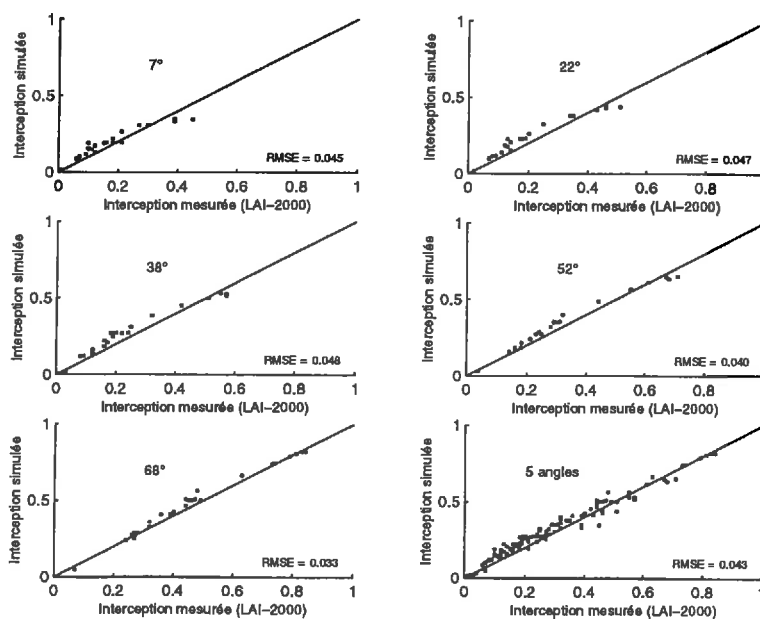 Interception simulée
1
0.5
0
7°
RMSE = 0.045
0 0.2 0.4 0.6 0.8 1
Interception mesurée (LAI–2000)
Interception simulée
1
0.5
0
22°
RMSE = 0.047
0 0.2 0.4 0.6 0.8
Interception mesurée (LAI–2000)
Interception simulée
1
0.5
0
38°
RMSE = 0.048
0 0.2 0.4 0.6 0.8 1
Interception mesurée (LAI–2000)
Interception simulée
1
0.5
0
52°
RMSE = 0.040
0 0.2 0.4 0.6 0.8
Interception mesurée (LAI–2000)
Interception simulée
1
0.5
0
68°
RMSE = 0.033
0 0.2 0.4 0.6 0.8 1
Interception mesurée (LAI–2000)
Interception simulée
1
0.5
0
5 angles
RMSE = 0.043
0 0.2 0.4 0.6 0.8
Interception mesurée (LAI–2000)